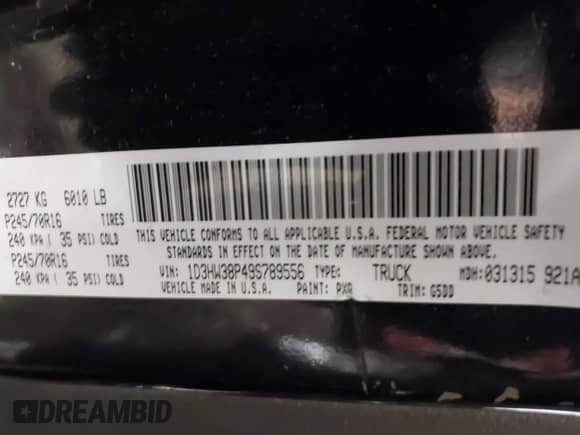 2727 KG 6010 LB
P245/70R16 TIRES
240 KPA ( 35 PSI) COLD
P245/70R16 TIRES
240 KPA ( 35 PSI) COLD
THIS VEHICLE CONFORMS TO ALL APPLICABLE U.S.A. FEDERAL MOTOR VEHICLE SAFETY
STANDARDS IN EFFECT ON THE DATE OF MANUFACTURE SHOWN ABOVE.
VIN: 1D3HW38P49S789556 TYPE: TRUCK MDH: 031315 921A
VEHICLE MADE IN U.S.A. PAINT: PXR TRIM: G5DD
DREAMBID